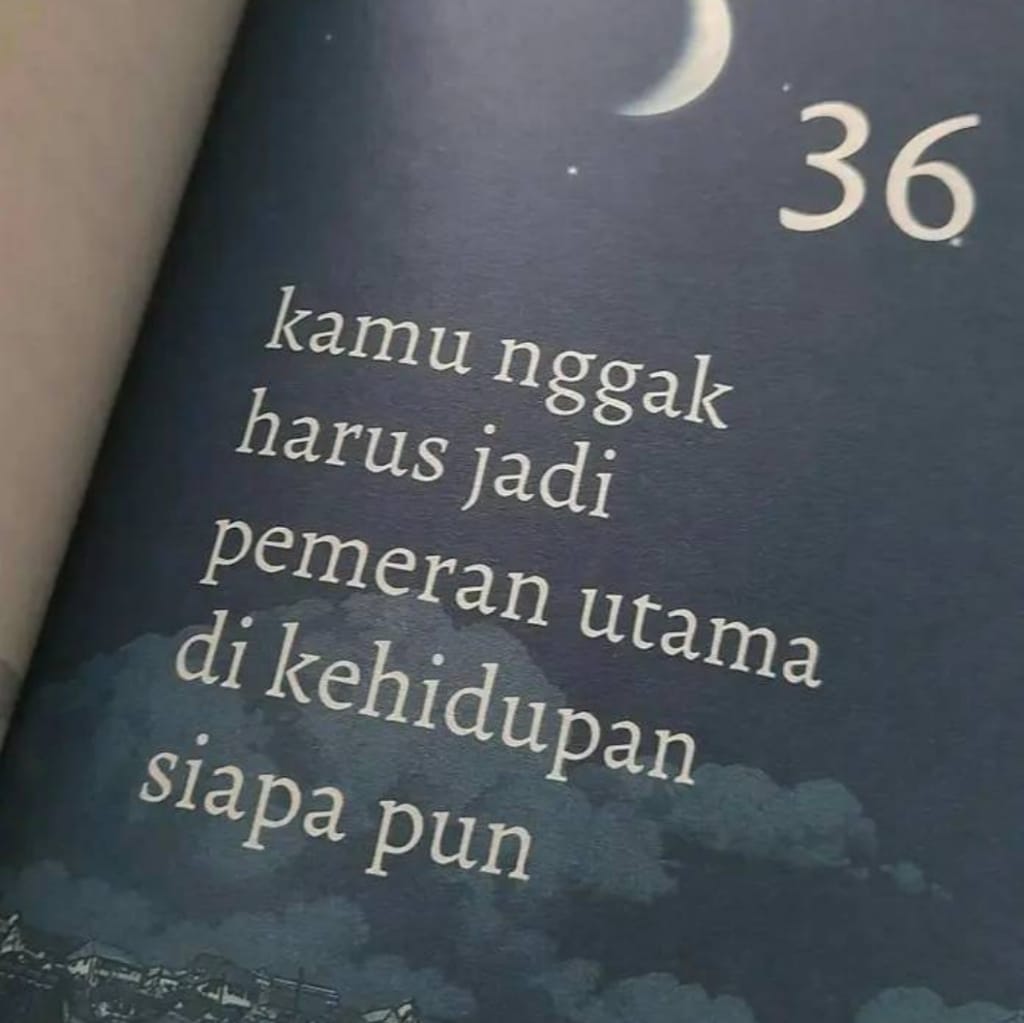 36
kamu nggak
harus jadi
pemeran utama
di kehidupan
siapa pun